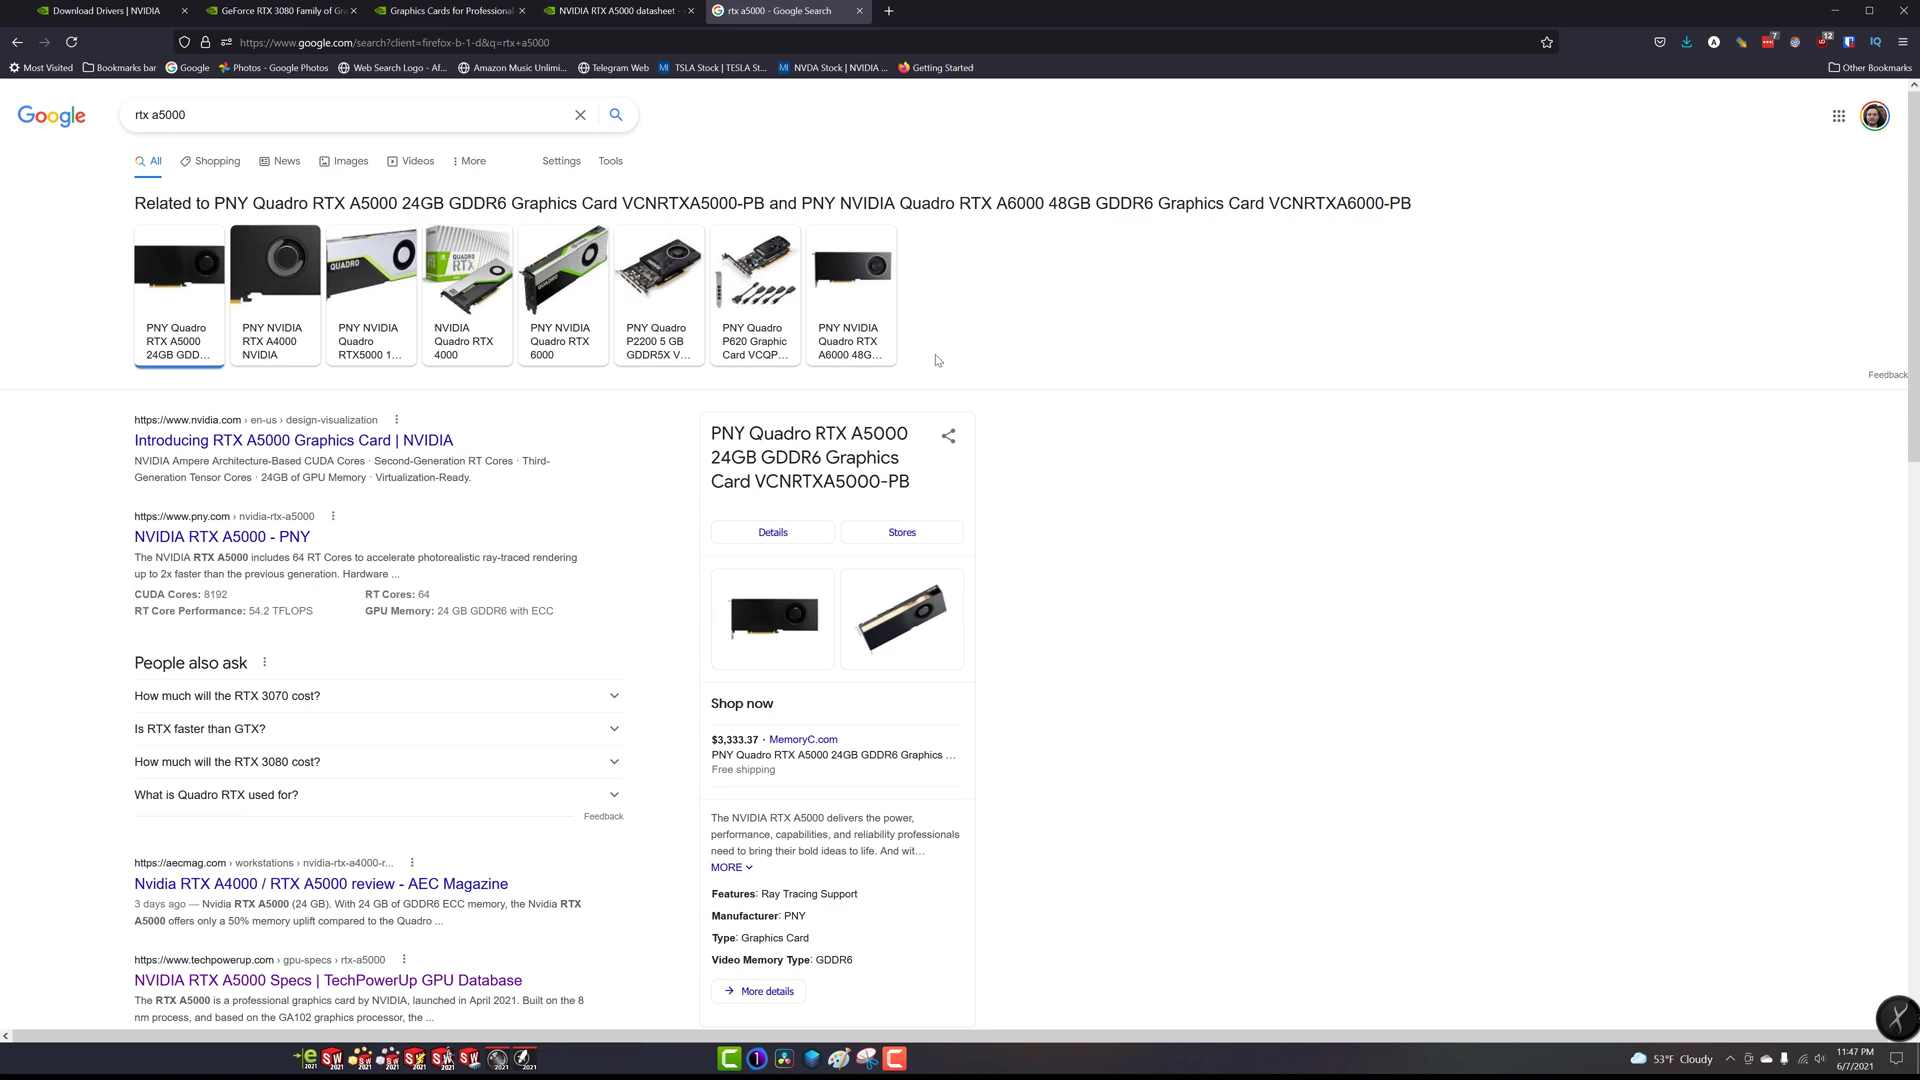 Download Drivers | NVIDIA
GeForce RTX 3080 Family of Gra
Graphics Cards for Professional
NVIDIA RTX A5000 datasheet -
rtx a5000 - Google Search
https://www.google.com/search?client=firefox-b-1-d&q=rtx+a5000
7
12
IQ
Most Visited
Bookmarks bar
Google
Photos - Google Photos
Web Search Logo - Af...
Amazon Music Unlimi...
Telegram Web
TSLA Stock | TESLA St...
NVDA Stock | NVIDIA ...
Getting Started
Other Bookmarks
Google
rtx a5000
All
Shopping
News
Images
Videos
More
Settings
Tools
Related to PNY Quadro RTX A5000 24GB GDDR6 Graphics Card VCNRTXA5000-PB and PNY NVIDIA Quadro RTX A6000 48GB GDDR6 Graphics Card VCNRTXA6000-PB
QUADRO
QUADRO
RTX
QUADRO
PNY Quadro
RTX A5000
24GB GDD...
PNY NVIDIA
RTX A4000
NVIDIA
PNY NVIDIA
Quadro
RTX5000 1...
NVIDIA
Quadro RTX
4000
PNY NVIDIA
Quadro RTX
6000
PNY Quadro
P2200 5 GB
GDDR5X V...
PNY Quadro
P620 Graphic
Card VCQP...
PNY NVIDIA
Quadro RTX
A6000 48G...
Feedback
https://www.nvidia.com › en-us › design-visualization
Introducing RTX A5000 Graphics Card | NVIDIA
NVIDIA Ampere Architecture-Based CUDA Cores · Second-Generation RT Cores · Third-
Generation Tensor Cores · 24GB of GPU Memory · Virtualization-Ready.
https://www.pny.com › nvidia-rtx-a5000
NVIDIA RTX A5000 - PNY
The NVIDIA RTX A5000 includes 64 RT Cores to accelerate photorealistic ray-traced rendering
up to 2x faster than the previous generation. Hardware ...
CUDA Cores: 8192
RT Cores: 64
RT Core Performance: 54.2 TFLOPS
GPU Memory: 24 GB GDDR6 with ECC
People also ask
How much will the RTX 3070 cost?
Is RTX faster than GTX?
How much will the RTX 3080 cost?
What is Quadro RTX used for?
Feedback
https://aecmag.com › workstations › nvidia-rtx-a4000-r...
Nvidia RTX A4000 / RTX A5000 review - AEC Magazine
3 days ago — Nvidia RTX A5000 (24 GB). With 24 GB of GDDR6 ECC memory, the Nvidia RTX
A5000 offers only a 50% memory uplift compared to the Quadro ...
https://www.techpowerup.com › gpu-specs › rtx-a5000
NVIDIA RTX A5000 Specs | TechPowerUp GPU Database
The RTX A5000 is a professional graphics card by NVIDIA, launched in April 2021. Built on the 8
nm process, and based on the GA102 graphics processor, the ...
PNY Quadro RTX A5000
24GB GDDR6 Graphics
Card VCNRTXA5000-PB
Details
Stores
Shop now
$3,333.37 · MemoryC.com
PNY Quadro RTX A5000 24GB GDDR6 Graphics ...
Free shipping
The NVIDIA RTX A5000 delivers the power,
performance, capabilities, and reliability professionals
need to bring their bold ideas to life. And wit...
MORE
Features: Ray Tracing Support
Manufacturer: PNY
Type: Graphics Card
Video Memory Type: GDDR6
More details
53°F Cloudy
11:47 PM
6/7/2021